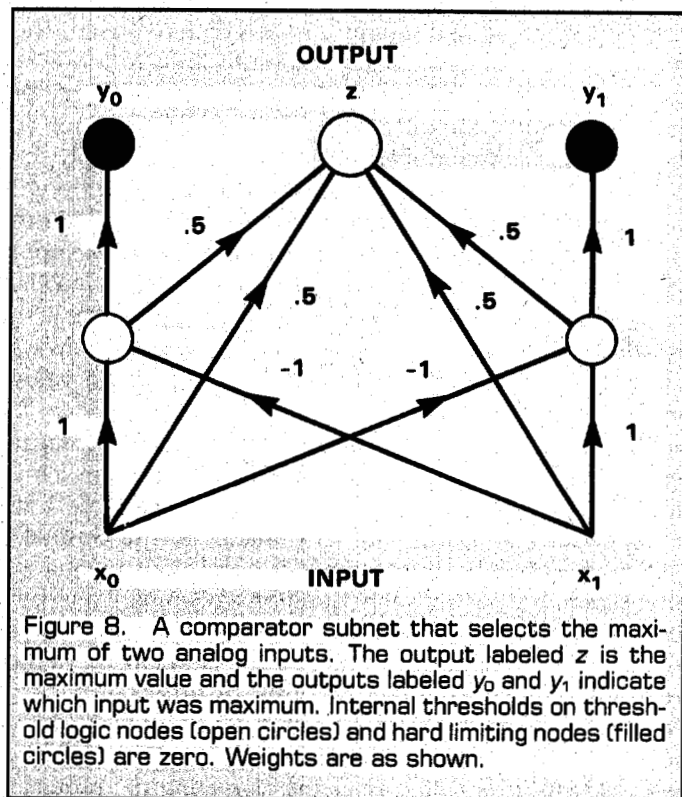 OUTPUT
y₀ z y₁
1 .5 .5 1
.5 .5
-1 -1
1 1
x₀ INPUT x₁
Figure 8. A comparator subnet that selects the maxi-
mum of two analog inputs. The output labeled z is the
maximum value and the outputs labeled y₀ and y₁ indicate
which input was maximum. Internal thresholds on thresh-
old logic nodes (open circles) and hard limiting nodes (filled
circles) are zero. Weights are as shown.